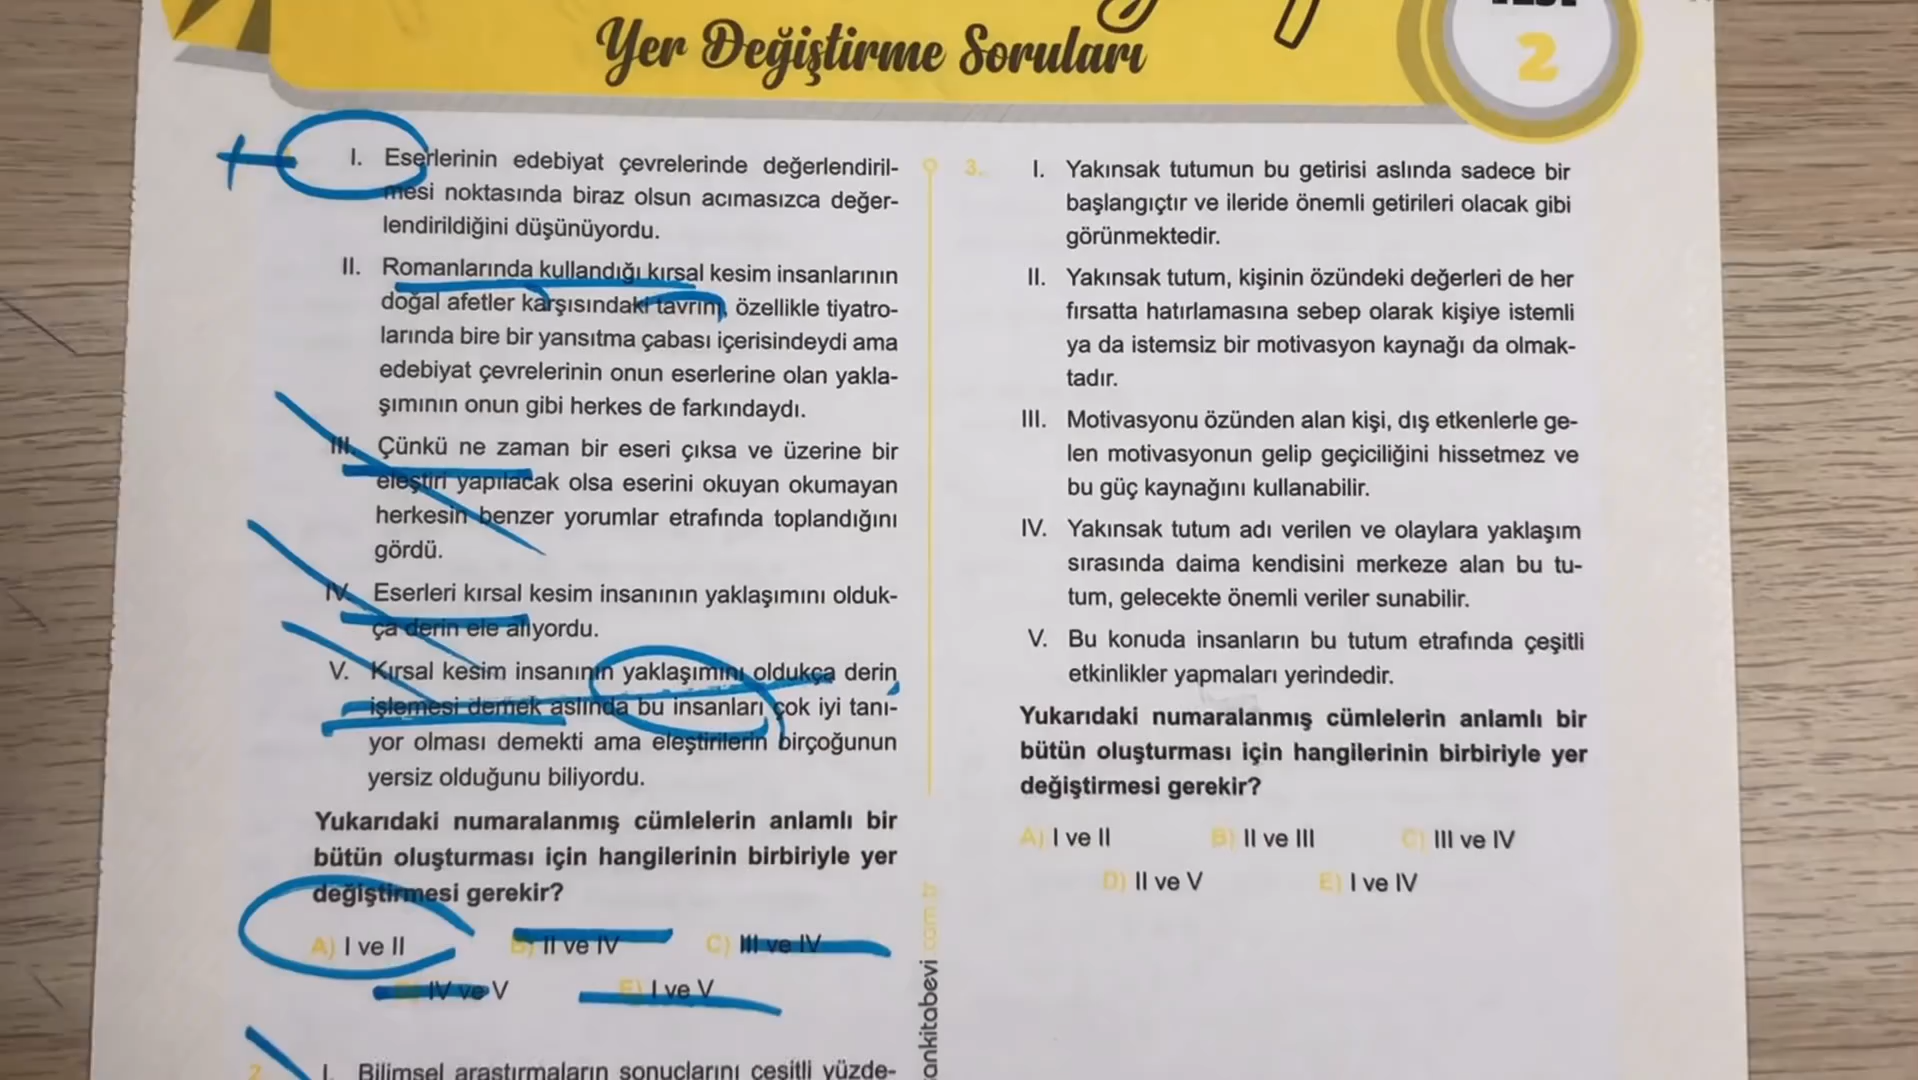 Yer Değiştirme Soruları
2
I. Eserlerinin edebiyat çevrelerinde değerlendiril-
mesi noktasında biraz olsun acımasızca değer-
lendirildiğini düşünüyordu.
II. Romanlarında kullandığı kırsal kesim insanlarının
doğal afetler karşısındaki tavrını, özellikle tiyatro-
larında bire bir yansıtma çabası içerisindeydi ama
edebiyat çevrelerinin onun eserlerine olan yakla-
şımının onun gibi herkes de farkındaydı.
III. Çünkü ne zaman bir eseri çıksa ve üzerine bir
eleştiri yapılacak olsa eserini okuyan okumayan
herkesin benzer yorumlar etrafında toplandığını
gördü.
IV. Eserleri kırsal kesim insanının yaklaşımını olduk-
ça derin ele alıyordu.
V. Kırsal kesim insanının yaklaşımını oldukça derin
işlemesi demek aslında bu insanları çok iyi tanı-
yor olması demekti ama eleştirilerin birçoğunun
yersiz olduğunu biliyordu.
Yukarıdaki numaralanmış cümlelerin anlamlı bir
bütün oluşturması için hangilerinin birbiriyle yer
değiştirmesi gerekir?
A) I ve II B) II ve IV C) III ve IV
D) IV ve V E) I ve V
2. I. Bilimsel araştırmaların sonuçlarını çeşitli yüzde-
3. I. Yakınsak tutumun bu getirisi aslında sadece bir
başlangıçtır ve ileride önemli getirileri olacak gibi
görünmektedir.
II. Yakınsak tutum, kişinin özündeki değerleri de her
fırsatta hatırlamasına sebep olarak kişiye istemli
ya da istemsiz bir motivasyon kaynağı da olmak-
tadır.
III. Motivasyonu özünden alan kişi, dış etkenlerle ge-
len motivasyonun gelip geçiciliğini hissetmez ve
bu güç kaynağını kullanabilir.
IV. Yakınsak tutum adı verilen ve olaylara yaklaşım
sırasında daima kendisini merkeze alan bu tu-
tum, gelecekte önemli veriler sunabilir.
V. Bu konuda insanların bu tutum etrafında çeşitli
etkinlikler yapmaları yerindedir.
Yukarıdaki numaralanmış cümlelerin anlamlı bir
bütün oluşturması için hangilerinin birbiriyle yer
değiştirmesi gerekir?
A) I ve II B) II ve III C) III ve IV
D) II ve V E) I ve IV
ankitabevi.com.tr